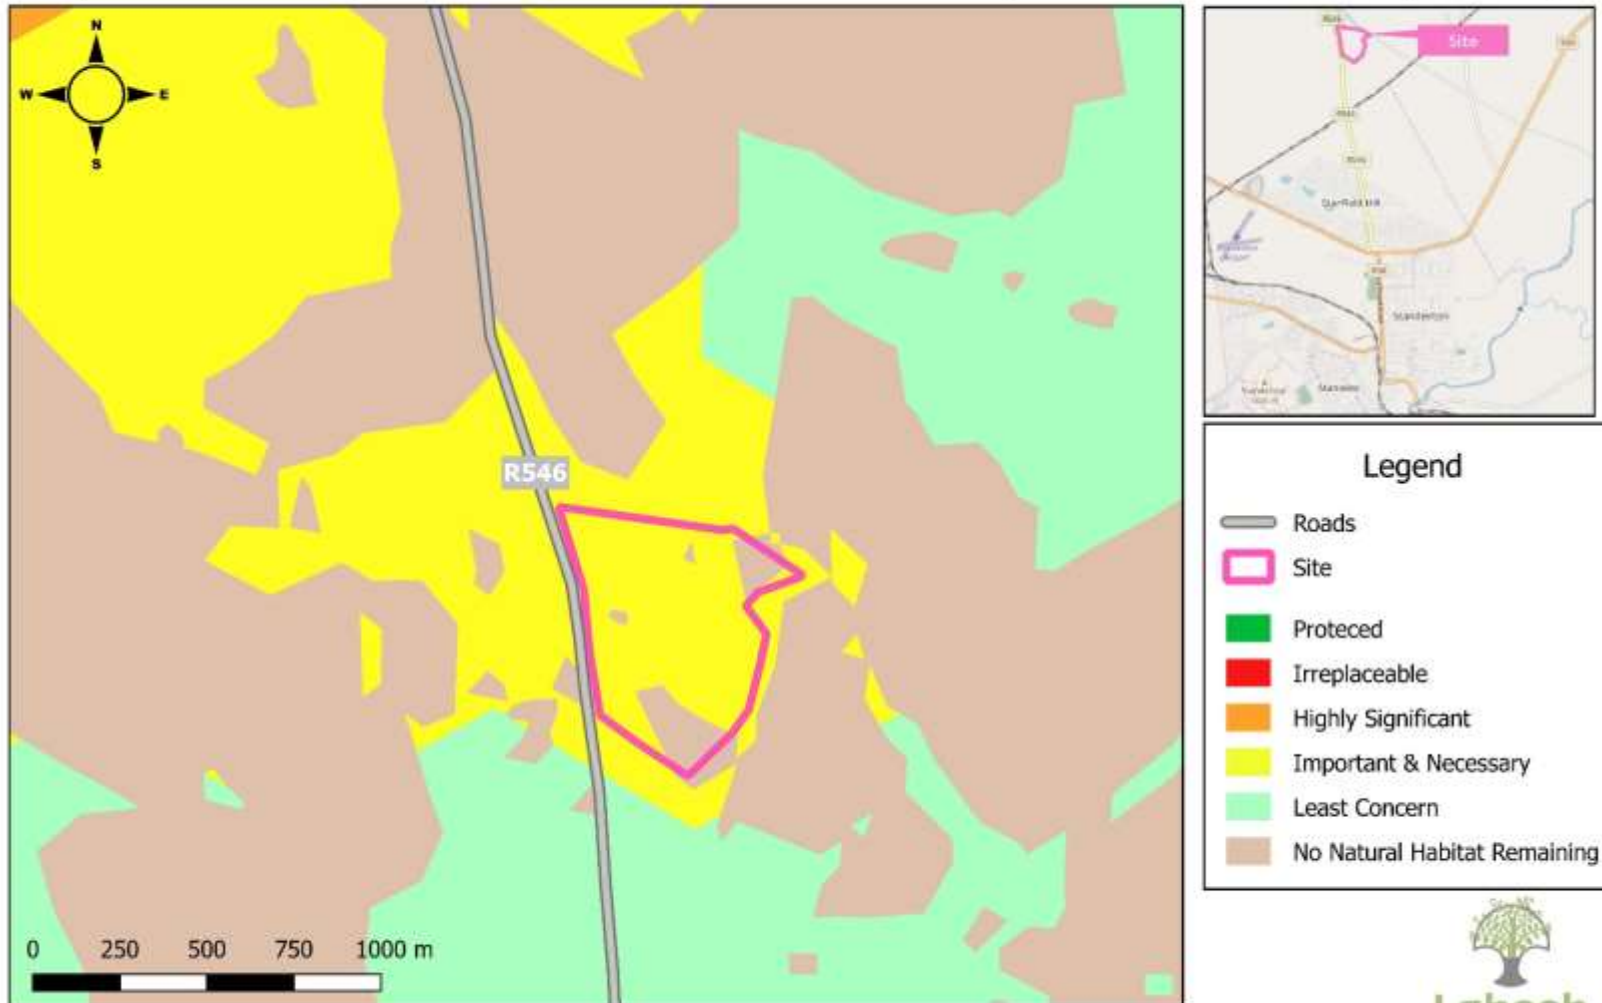 N
W
E
S
R546
0 250 500 750 1000 m
Site
Standerton
Legend
Roads
Site
Proteced
Irreplaceable
Highly Significant
Important & Necessary
Least Concern
No Natural Habitat Remaining